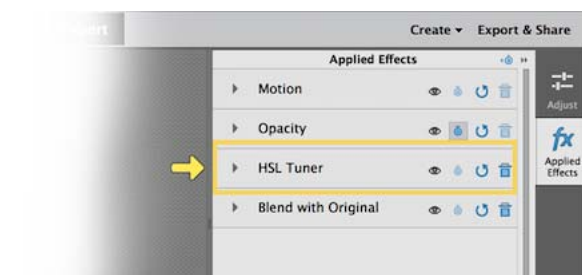 Create Export & Share
Applied Effects
Motion
Opacity
HSL Tuner
Blend with Original
Adjust
fx
Applied
Effects